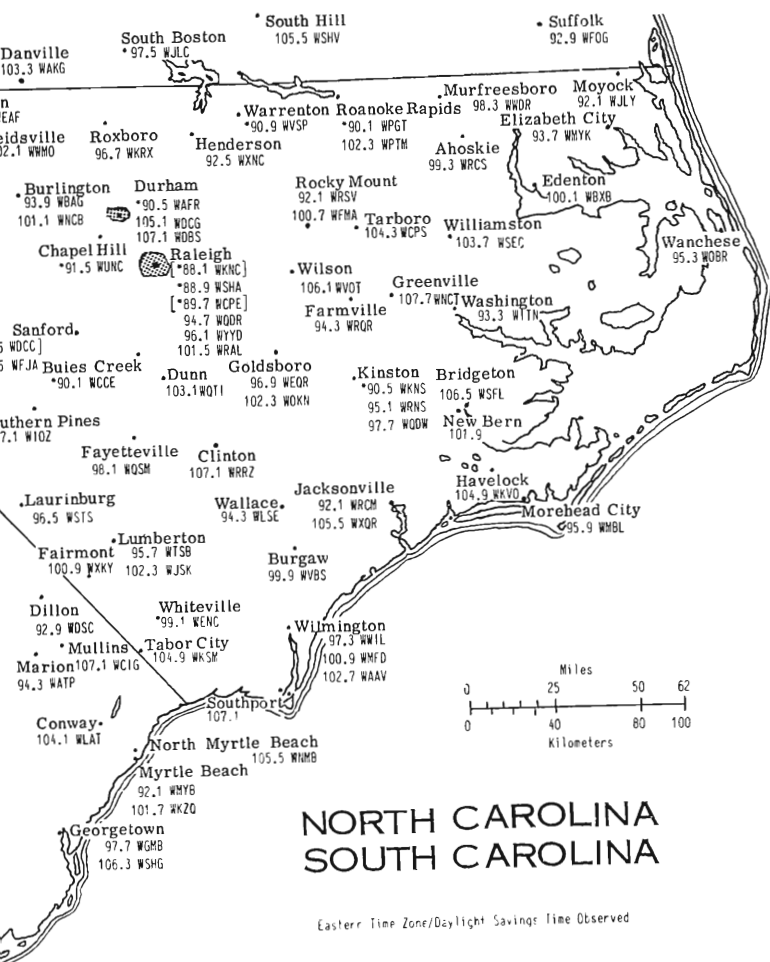 South Hill
105.5 WSHV
Suffolk
92.9 WFOG
South Boston
*97.5 WJLC
Danville
103.3 WAKG
Murfreesboro
98.3 WWDR
Moyock
92.1 WJLY
Warrenton
*90.9 WVSP
Roanoke Rapids
*90.1 WPGT
102.3 WPTM
Elizabeth City
93.7 WMYK
Roxboro
96.7 WKRX
Henderson
92.5 WXNC
Ahoskie
99.3 WRCS
Burlington
93.9 WBAG
101.1 WNCB
Durham
*90.5 WAFR
105.1 WDCG
107.1 WDBS
Rocky Mount
92.1 WRSV
100.7 WFMA
Edenton
100.1 WBXB
Tarboro
104.3 WCPS
Williamston
103.7 WSEC
Wanchese
95.3 WOBR
Chapel Hill
*91.5 WUNC
Raleigh
[*88.1 WKNC]
*88.9 WSHA
[*89.7 WCPE]
94.7 WQDR
96.1 WYYD
101.5 WRAL
Wilson
106.1 WVOT
Farmville
94.3 WRQR
Greenville
107.7 WNCT
Washington
93.3 WITN
Sanford
WDCC]
WFJA
Buies Creek
*90.1 WCCE
Dunn
103.1 WQTI
Goldsboro
96.9 WEQR
102.3 WOKN
Kinston
*90.5 WKNS
95.1 WRNS
97.7 WQDW
Bridgeton
106.5 WSFL
New Bern
101.9
Pines
WIOZ
Fayetteville
98.1 WQSM
Clinton
107.1 WRRZ
Havelock
104.9 WKVO
Morehead City
95.9 WMBL
Laurinburg
96.5 WSTS
Wallace
94.3 WLSE
Jacksonville
92.1 WRCM
105.5 WXQR
Lumberton
95.7 WTSB
102.3 WJSK
Fairmont
100.9 WXKY
Burgaw
99.9 WVBS
Dillon
92.9 WDSC
Whiteville
*99.1 WENC
Wilmington
97.3 WWIL
100.9 WMFD
102.7 WAAV
Mullins
107.1 WCIG
Tabor City
104.9 WKSM
Marion
94.3 WATP
Southport
107.1
Miles
0 25 50 62
0 40 80 100
Kilometers
Conway
104.1 WLAT
North Myrtle Beach
105.5 WNMB
Myrtle Beach
92.1 WMYB
101.7 WKZQ
Georgetown
97.7 WGMB
106.3 WSHG
NORTH CAROLINA
SOUTH CAROLINA
Eastern Time Zone/Daylight Savings Time Observed